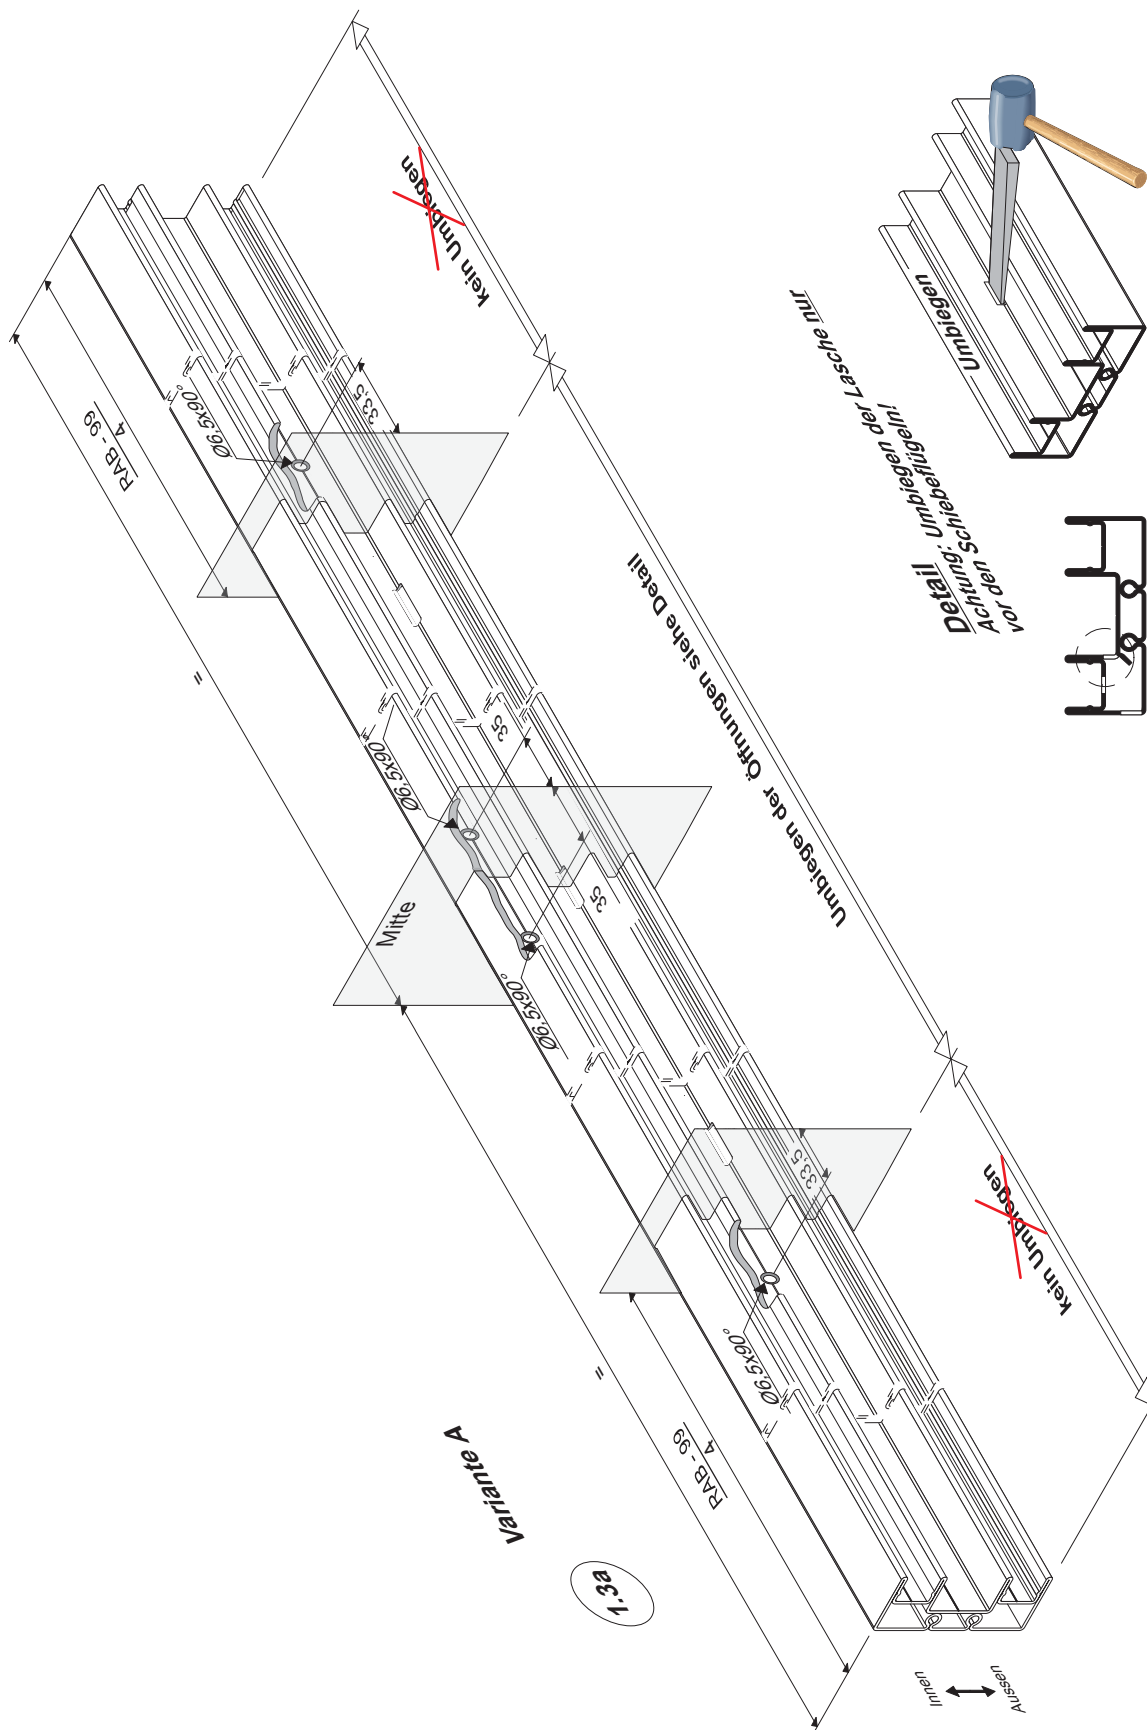 1.3a
Variante A
Innen
Aussen
RAB - 99
4
=
Ø6,5x90°
33,5
kein Umbiegen
Mitte
Ø6,5x90°
35
Ø6,5x90
35
Umbiegen der Öffnungen siehe Detail
=
RAB - 99
4
Ø6,5x90°
33,5
kein Umbiegen
Detail
Achtung: Umbiegen der Lasche nur
vor den Schiebeflügeln!
Umbiegen